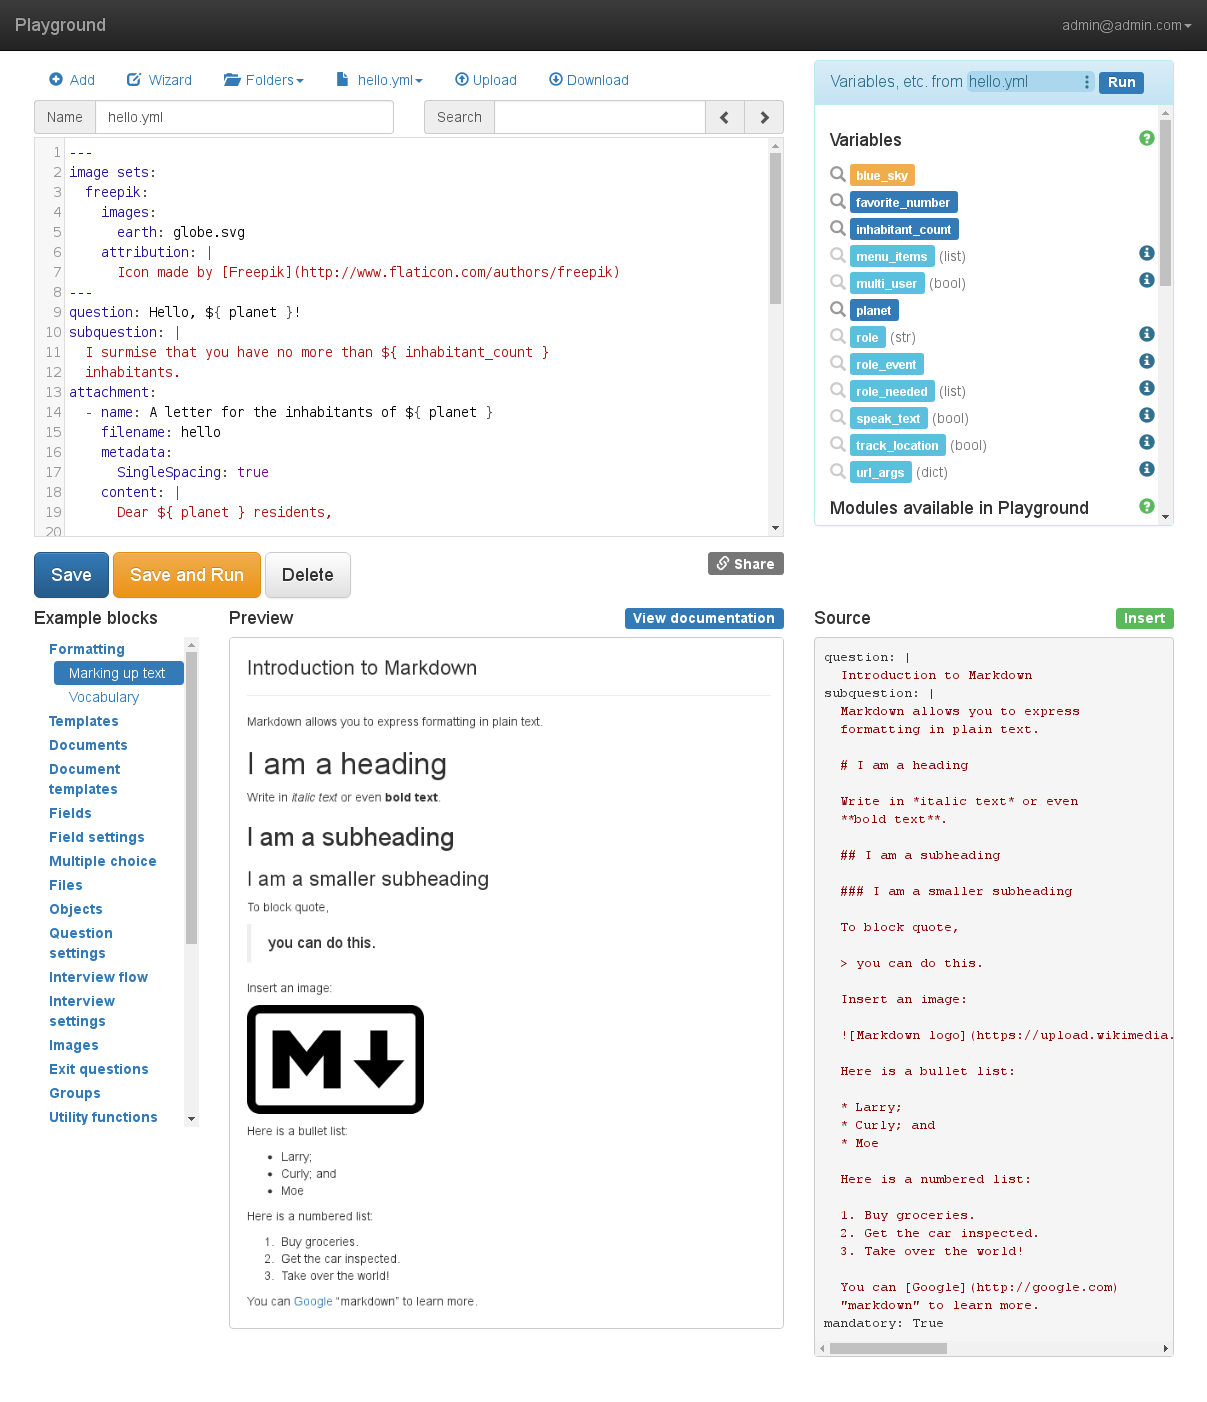 Playground
admin@admin.com
Add Wizard Folders hello.yml Upload Download
Name hello.yml Search
1 ---
2 image sets:
3   freepik:
4     images:
5       earth: globe.svg
6     attribution: |
7       Icon made by [Freepik](http://www.flaticon.com/authors/freepik)
8 ---
9 question: Hello, ${ planet }!
10 subquestion: |
11   I surmise that you have no more than ${ inhabitant_count }
12   inhabitants.
13 attachment:
14   - name: A letter for the inhabitants of ${ planet }
15     filename: hello
16     metadata:
17       SingleSpacing: true
18     content: |
19       Dear ${ planet } residents,
20
Variables, etc. from hello.yml Run
Variables
blue_sky
favorite_number
inhabitant_count
menu_items (list)
multi_user (bool)
planet
role (str)
role_event
role_needed (list)
speak_text (bool)
track_location (bool)
url_args (dict)
Modules available in Playground
Save Save and Run Delete
Share
Example blocks
Formatting
Marking up text
Vocabulary
Templates
Documents
Document
templates
Fields
Field settings
Multiple choice
Files
Objects
Question
settings
Interview flow
Interview
settings
Images
Exit questions
Groups
Utility functions
Preview View documentation
Introduction to Markdown
Markdown allows you to express formatting in plain text.
I am a heading
Write in italic text or even bold text.
I am a subheading
I am a smaller subheading
To block quote,
you can do this.
Insert an image:
M
Here is a bullet list:
• Larry;
• Curly; and
• Moe
Here is a numbered list:
1. Buy groceries.
2. Get the car inspected.
3. Take over the world!
You can Google "markdown" to learn more.
Source Insert
question: |
  Introduction to Markdown
subquestion: |
  Markdown allows you to express
  formatting in plain text.
  # I am a heading
  Write in *italic text* or even
  **bold text**.
  ## I am a subheading
  ### I am a smaller subheading
  To block quote,
  > you can do this.
  Insert an image:
  ![Markdown logo](https://upload.wikimedia.
  Here is a bullet list:
  * Larry;
  * Curly; and
  * Moe
  Here is a numbered list:
  1. Buy groceries.
  2. Get the car inspected.
  3. Take over the world!
  You can [Google](http://google.com)
  "markdown" to learn more.
mandatory: True